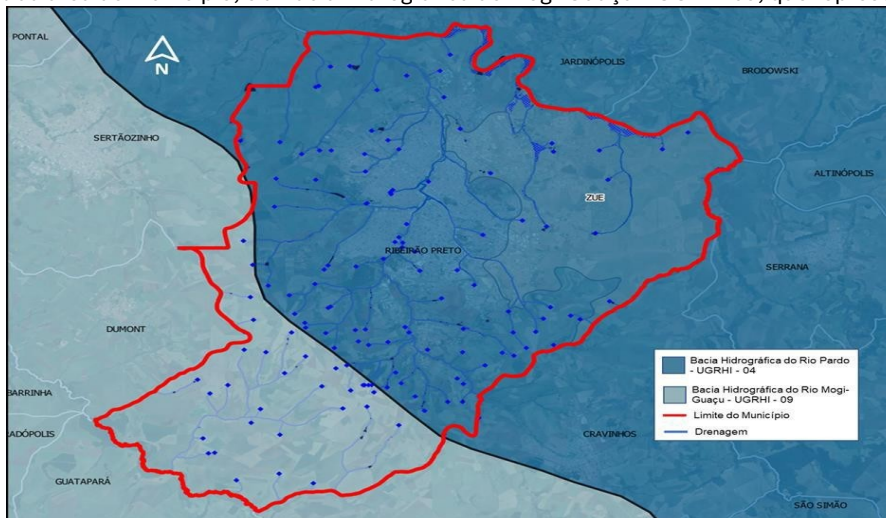 PONTAL
N
JARDINÓPOLIS
BRODOWSKI
SERTÃOZINHO
ALTINÓPOLIS
ZUE
RIBEIRÃO PRETO
SERRANA
DUMONT
Bacia Hidrográfica do Rio Pardo
- UGRHI - 04
Bacia Hidrográfica do Rio Mogi-
Guaçu - UGRHI - 09
Limite do Município
Drenagem
BARRINHA
RADÓPOLIS
CRAVINHOS
GUATAPARÁ
SÃO SIMÃO